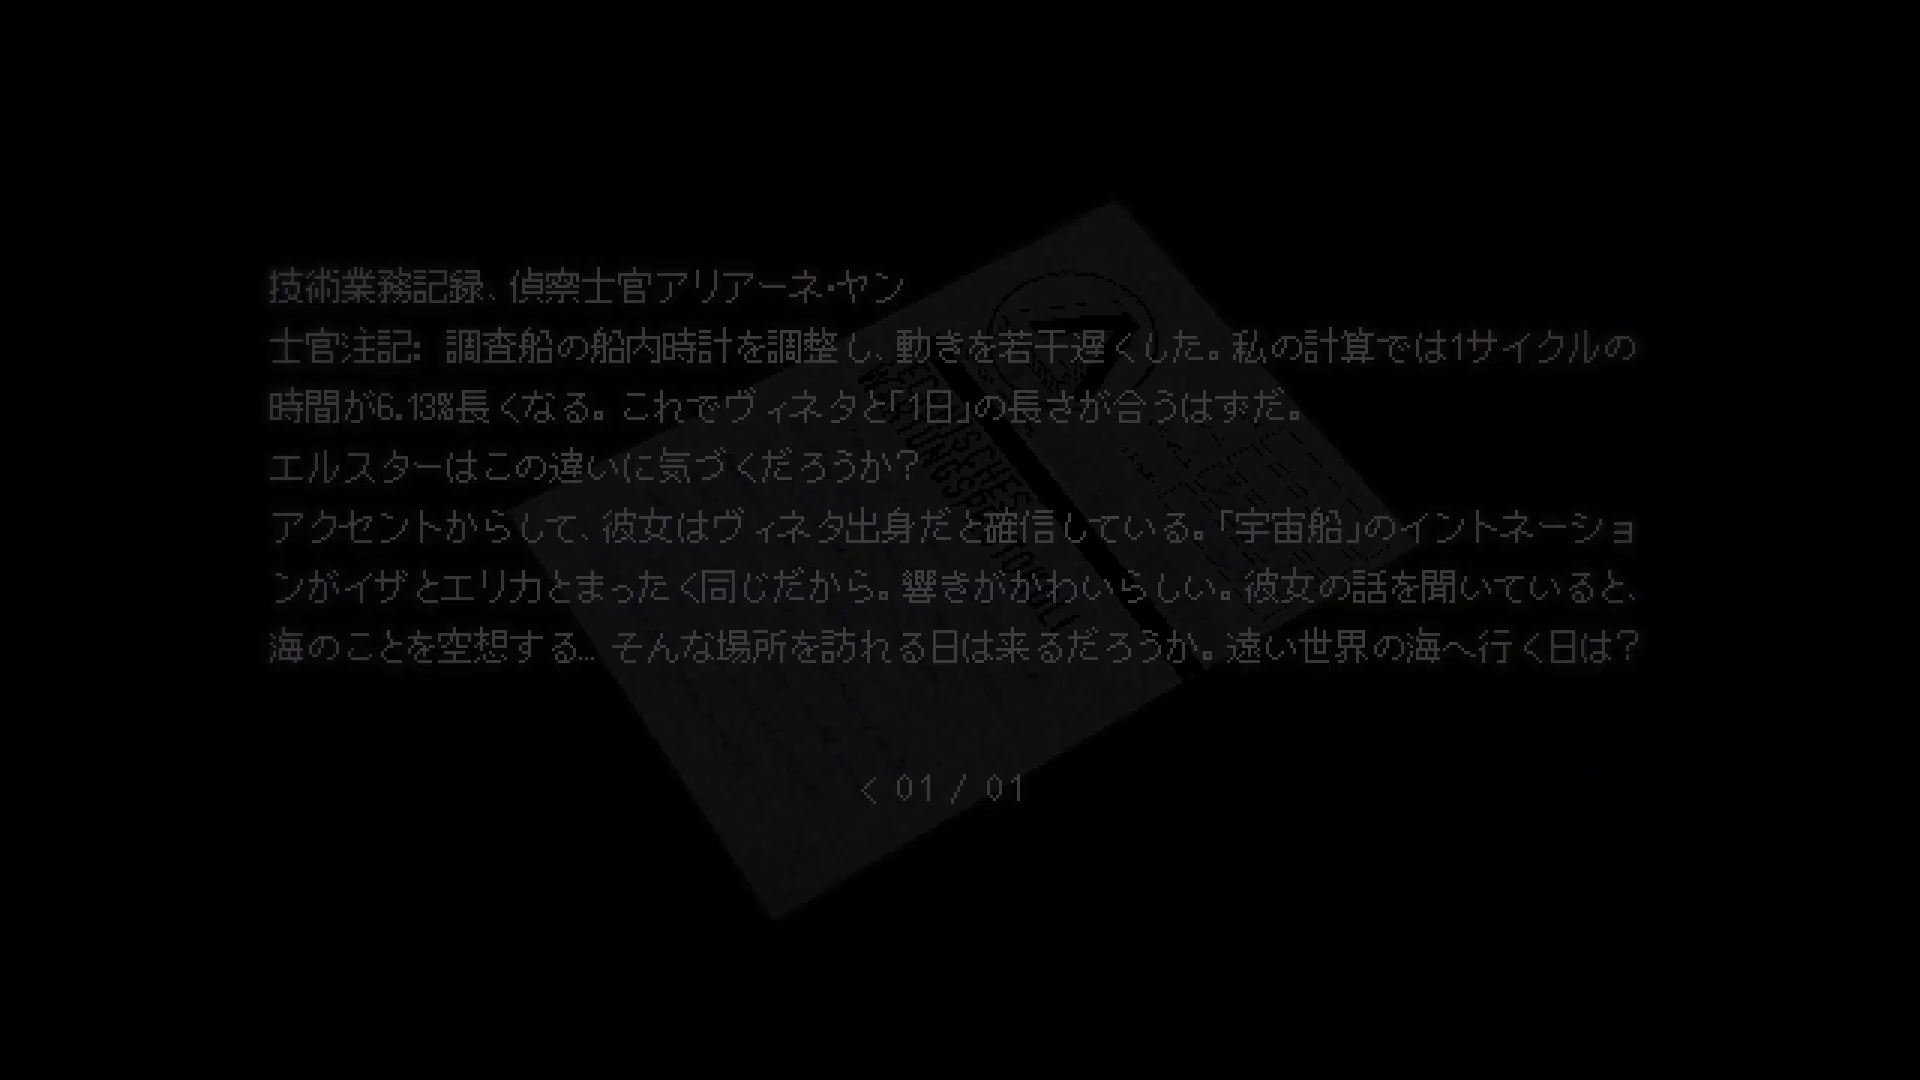 技術業務記録、偵察士官アリアーネ・ヤン
士官注記: 調査船の船内時計を調整し、動きを若干遅くした。私の計算では1サイクルの
時間が6.13%長くなる。これでヴィネタと「1日」の長さが合うはずだ。
エルスターはこの違いに気づくだろうか?
アクセントからして、彼女はヴィネタ出身だと確信している。「宇宙船」のイントネーショ
ンがイザとエリカとまったく同じだから。響きがかわいらしい。彼女の話を聞いていると、
海のことを空想する... そんな場所を訪れる日は来るだろうか。遠い世界の海へ行く日は?
< 01 / 01